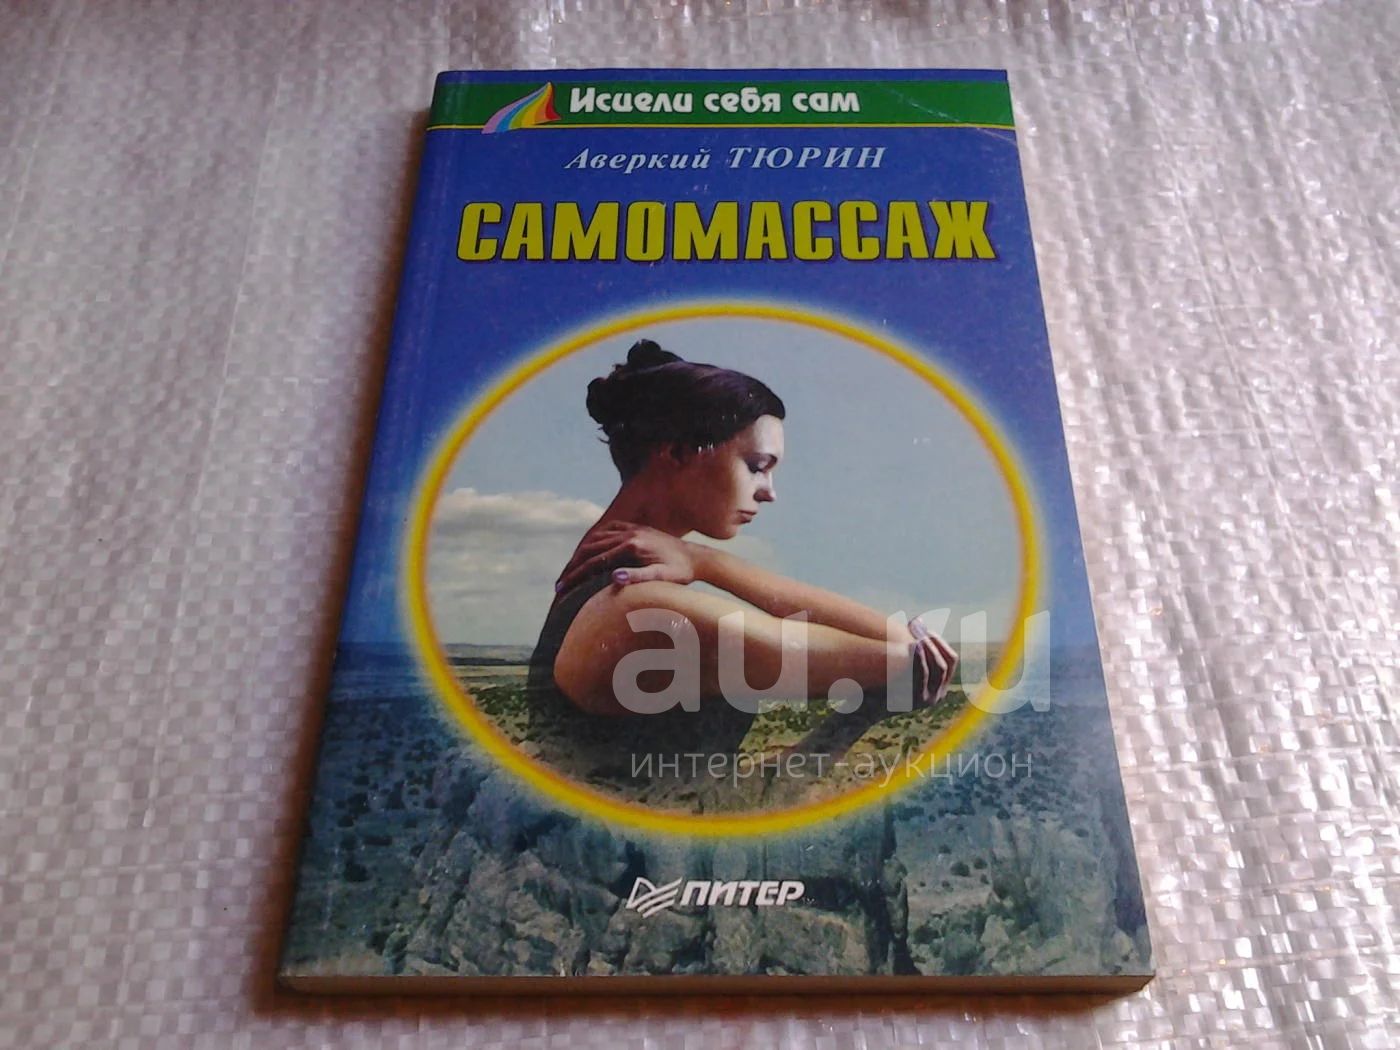 Исцели себя сам
Аверкий ТЮРИН
САМОМАССАЖ
au.ru
интернет-аукцион
ПИТЕР